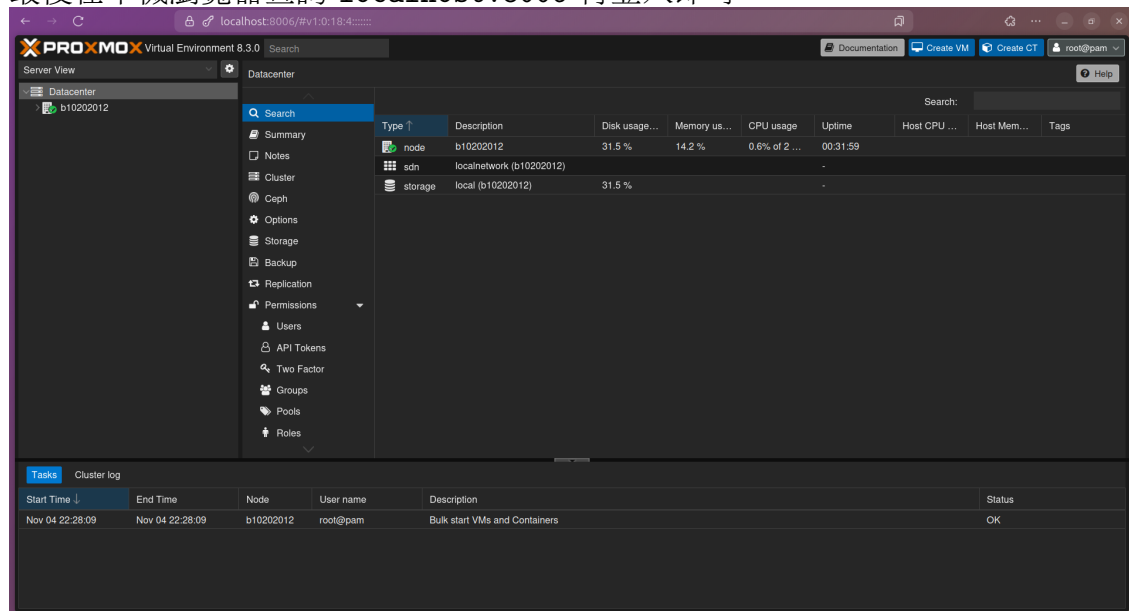 localhost:8006
localhost:8006/#v1:0:18:4:::::::
PROXMOX Virtual Environment 8.3.0 Search Documentation Create VM Create CT root@pam
Server View Datacenter Help
Datacenter
b10202012
Search
Summary
Notes
Cluster
Ceph
Options
Storage
Backup
Replication
Permissions
Users
API Tokens
Two Factor
Groups
Pools
Roles
Search:
Type ↑ Description Disk usage... Memory us... CPU usage Uptime Host CPU ... Host Mem... Tags
node b10202012 31.5 % 14.2 % 0.6% of 2 ... 00:31:59
sdn localnetwork (b10202012) -
storage local (b10202012) 31.5 % -
Tasks Cluster log
Start Time ↓ End Time Node User name Description Status
Nov 04 22:28:09 Nov 04 22:28:09 b10202012 root@pam Bulk start VMs and Containers OK